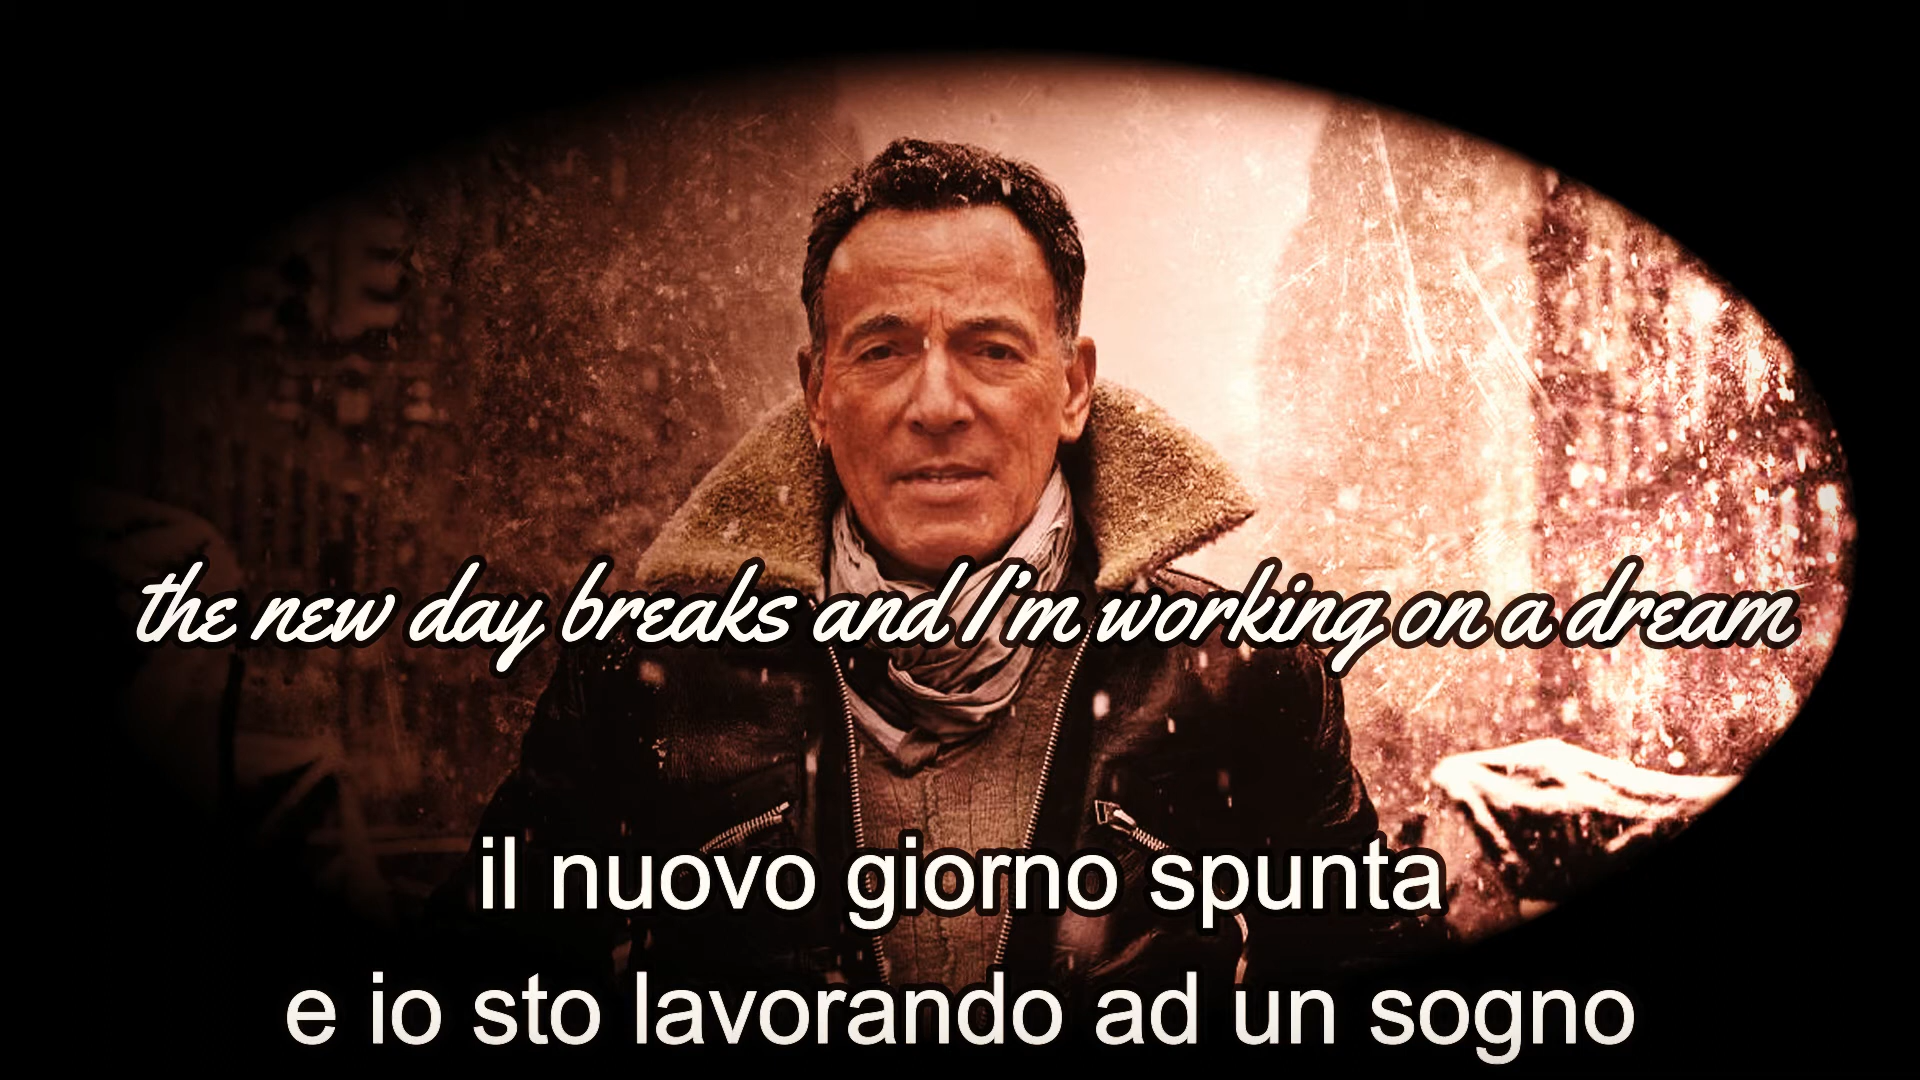 the new day breaks and I'm working on a dream
il nuovo giorno spunta
e io sto lavorando ad un sogno